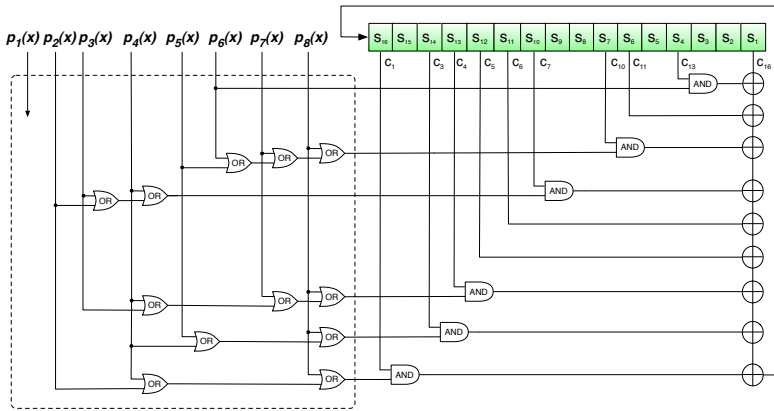 p₁(x) p₂(x) p₃(x) p₄(x) p₅(x) p₆(x) p₇(x) p₈(x)
S₁₆ S₁₅ S₁₄ S₁₃ S₁₂ S₁₁ S₁₀ S₉ S₈ S₇ S₆ S₅ S₄ S₃ S₂ S₁
C₁ C₃ C₄ C₅ C₆ C₇ C₁₀ C₁₁ C₁₃ C₁₆
AND
OR OR OR AND
OR OR AND
OR OR OR AND
OR OR AND
OR OR AND